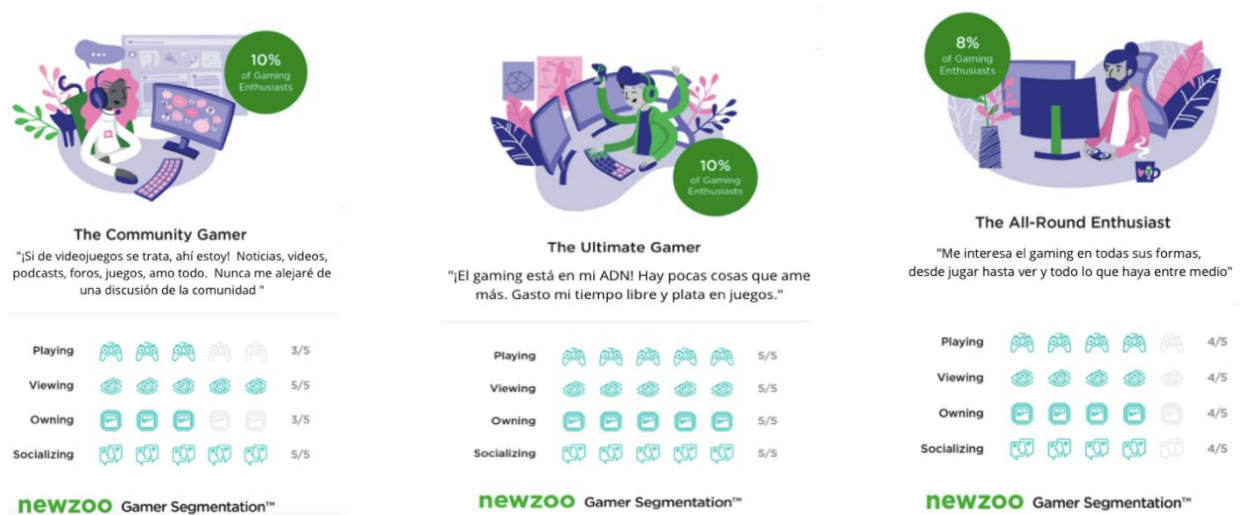 10%
of Gaming
Enthusiasts
The Community Gamer
"¡Si de videojuegos se trata, ahí estoy! Noticias, videos,
podcasts, foros, juegos, amo todo. Nunca me alejaré de
una discusión de la comunidad "
Playing 3/5
Viewing 5/5
Owning 3/5
Socializing 5/5
newzoo Gamer Segmentation™
10%
of Gaming
Enthusiasts
The Ultimate Gamer
"¡El gaming está en mi ADN! Hay pocas cosas que ame
más. Gasto mi tiempo libre y plata en juegos."
Playing 5/5
Viewing 5/5
Owning 5/5
Socializing 5/5
newzoo Gamer Segmentation™
8%
of Gaming
Enthusiasts
The All-Round Enthusiast
"Me interesa el gaming en todas sus formas,
desde jugar hasta ver y todo lo que haya entre medio"
Playing 4/5
Viewing 4/5
Owning 4/5
Socializing 4/5
newzoo Gamer Segmentation™